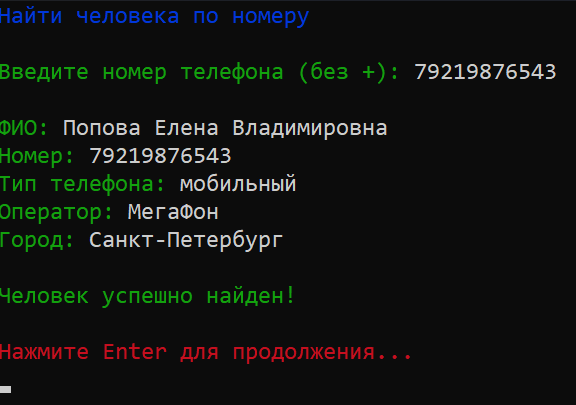 Найти человека по номеру
Введите номер телефона (без +): 79219876543
ФИО: Попова Елена Владимировна
Номер: 79219876543
Тип телефона: мобильный
Оператор: МегаФон
Город: Санкт-Петербург
Человек успешно найден!
Нажмите Enter для продолжения...